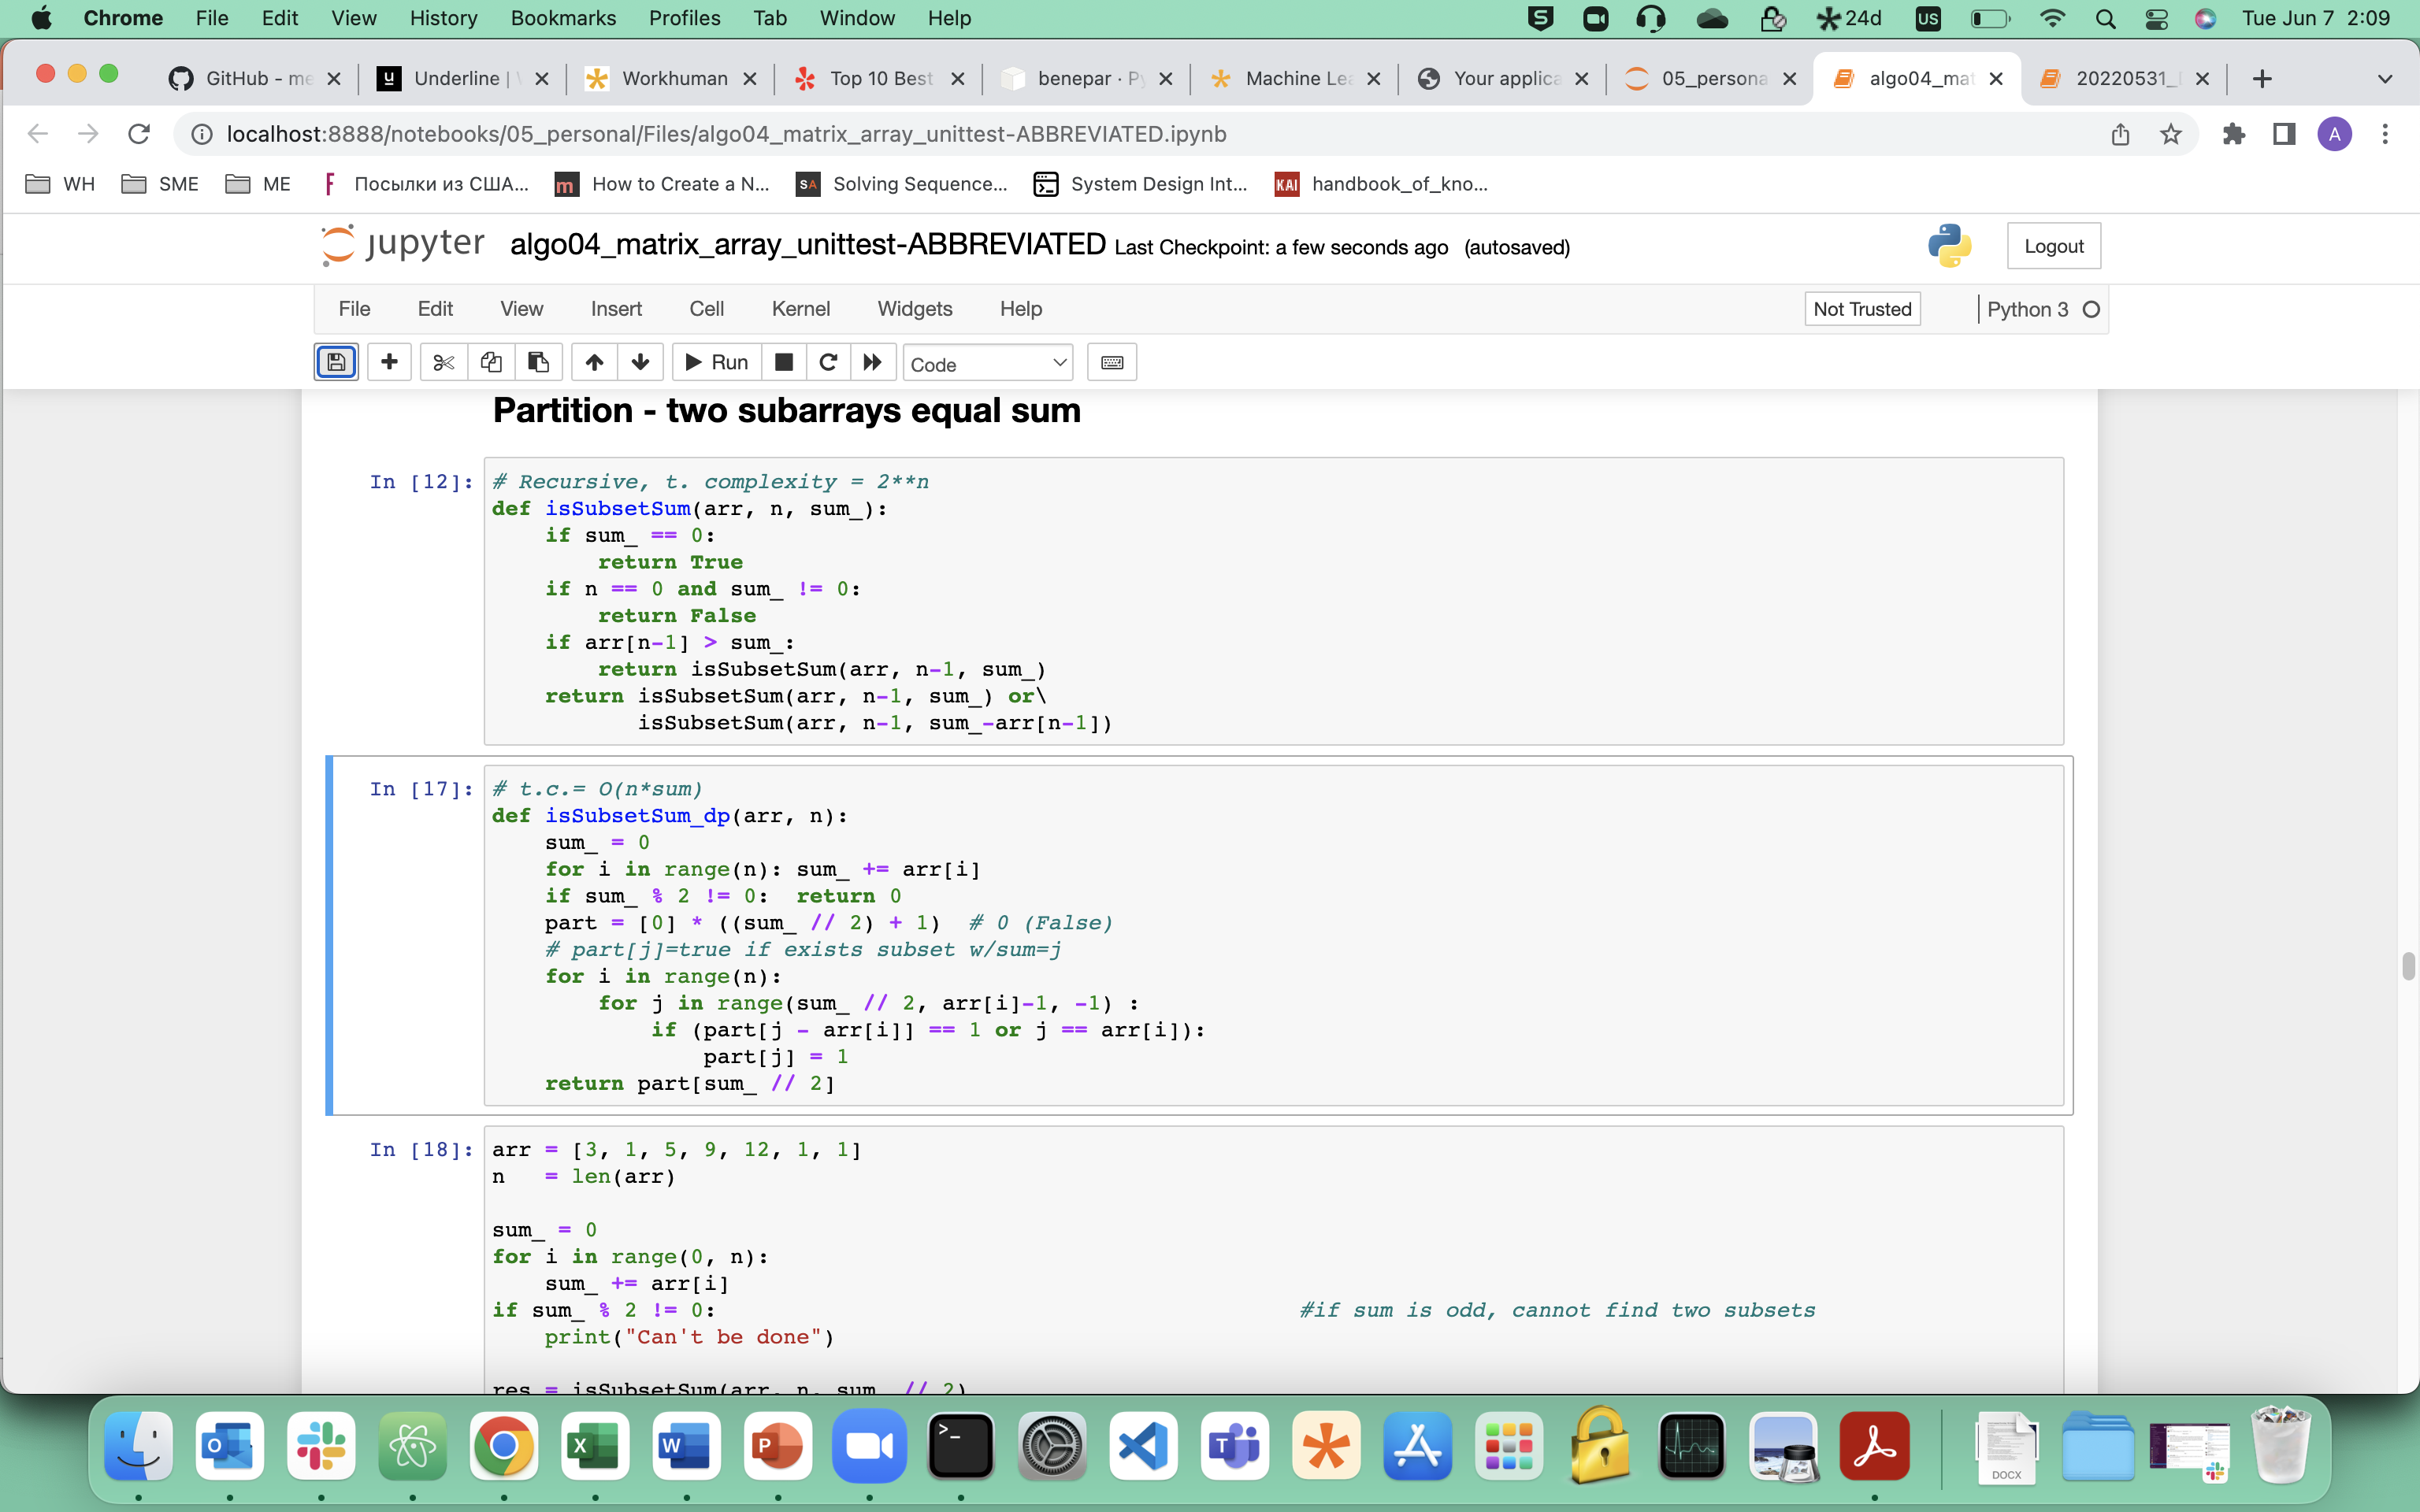 Chrome File Edit View History Bookmarks Profiles Tab Window Help 24d US Tue Jun 7 2:09
GitHub - me Underline | Workhuman Top 10 Best benepar · Py Machine Lea Your applica 05_persona algo04_mat 20220531_
localhost:8888/notebooks/05_personal/Files/algo04_matrix_array_unittest-ABBREVIATED.ipynb A
WH SME ME F Посылки из США... m How to Create a N... SA Solving Sequence... System Design Int... KAI handbook_of_kno...
jupyter algo04_matrix_array_unittest-ABBREVIATED Last Checkpoint: a few seconds ago (autosaved) Logout
File Edit View Insert Cell Kernel Widgets Help Not Trusted Python 3
Run Code
Partition - two subarrays equal sum
In [12]: # Recursive, t. complexity = 2**n
def isSubsetSum(arr, n, sum_):
if sum_ == 0:
return True
if n == 0 and sum_ != 0:
return False
if arr[n-1] > sum_:
return isSubsetSum(arr, n-1, sum_)
return isSubsetSum(arr, n-1, sum_) or\
isSubsetSum(arr, n-1, sum_-arr[n-1])
In [17]: # t.c.= O(n*sum)
def isSubsetSum_dp(arr, n):
sum_ = 0
for i in range(n): sum_ += arr[i]
if sum_ % 2 != 0: return 0
part = [0] * ((sum_ // 2) + 1) # 0 (False)
# part[j]=true if exists subset w/sum=j
for i in range(n):
for j in range(sum_ // 2, arr[i]-1, -1) :
if (part[j - arr[i]] == 1 or j == arr[i]):
part[j] = 1
return part[sum_ // 2]
In [18]: arr = [3, 1, 5, 9, 12, 1, 1]
n = len(arr)
sum_ = 0
for i in range(0, n):
sum_ += arr[i]
if sum_ % 2 != 0: #if sum is odd, cannot find two subsets
print("Can't be done")
res = isSubsetSum(arr, n, sum_ // 2)
DOCX